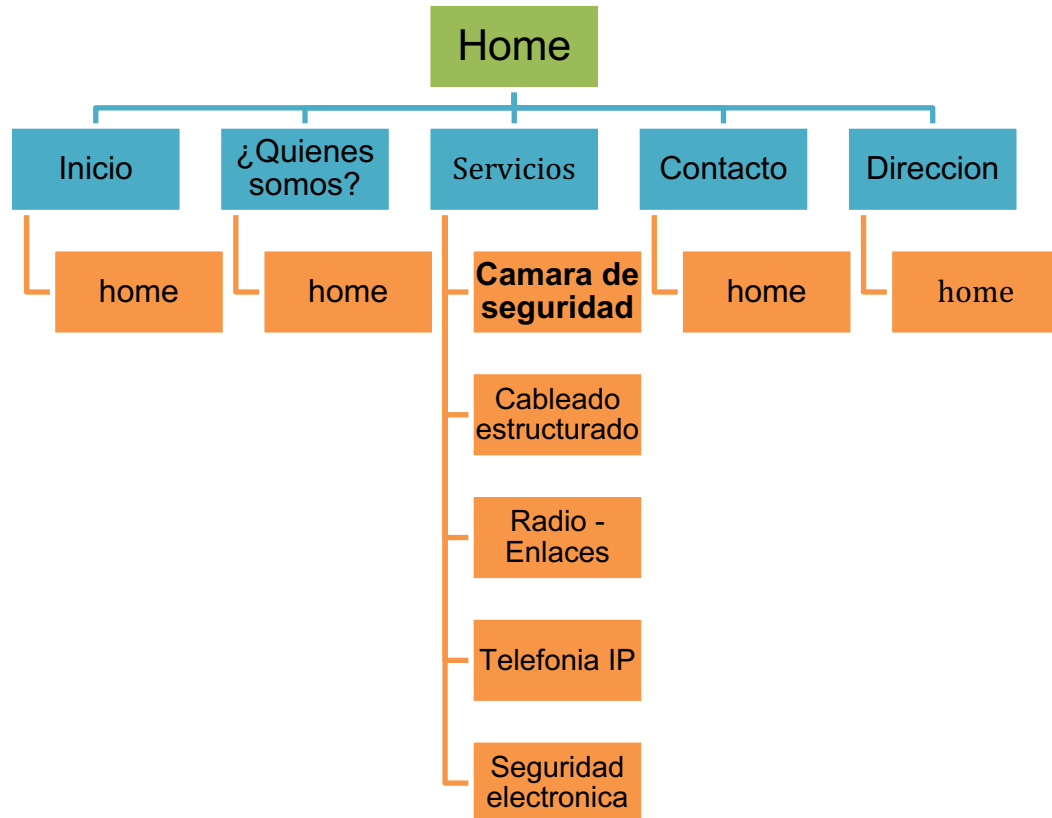 Home
Inicio
¿Quienes
somos?
Servicios
Contacto
Direccion
home
home
Camara de
seguridad
home
home
Cableado
estructurado
Radio -
Enlaces
Telefonia IP
Seguridad
electronica